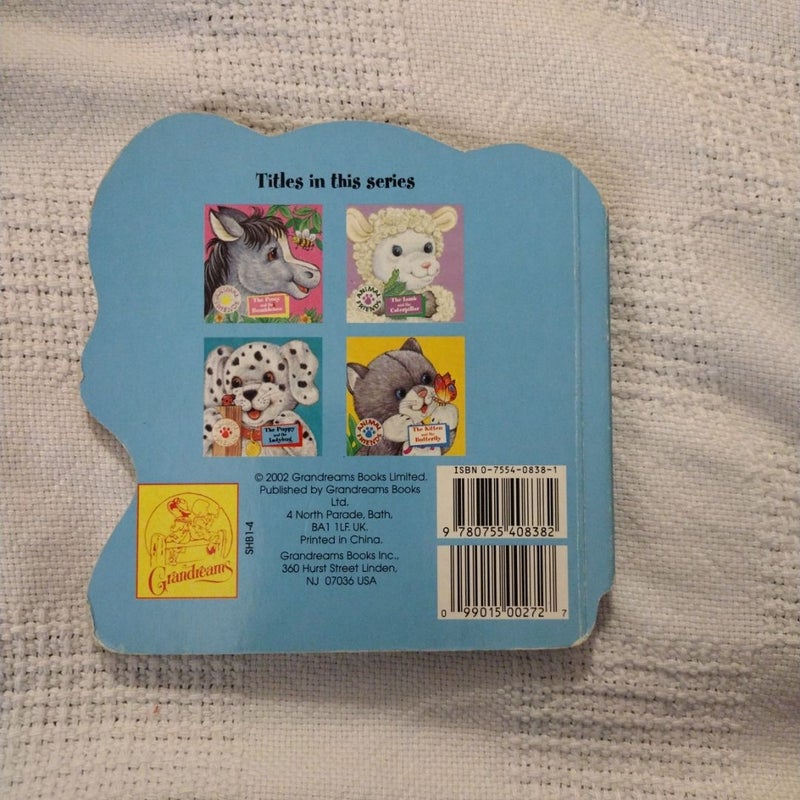 Titles in this series
The Pony
and the
Bumblebee
ANIMAL
FRIENDS
The Lamb
and the
Caterpillar
The Puppy
and the
Ladybug
ANIMAL
FRIENDS
The Kitten
and the
Butterfly
© 2002 Grandreams Books Limited.
Published by Grandreams Books
Ltd.
4 North Parade, Bath,
BA1 1LF. UK.
Printed in China.
Grandreams Books Inc.,
360 Hurst Street Linden,
NJ 07036 USA
SHB1-4
Grandreams
ISBN 0-7554-0838-1
9 780755 408382
0 99015 00272 7